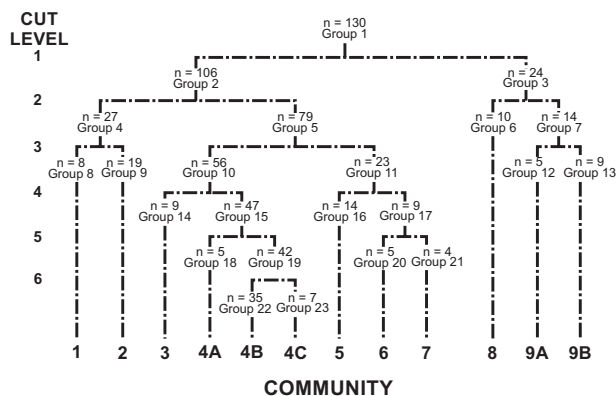 CUT
LEVEL
n = 130
Group 1
1
n = 106
Group 2
n = 24
Group 3
2
n = 27
Group 4
n = 79
Group 5
n = 10
Group 6
n = 14
Group 7
3
n = 8
Group 8
n = 19
Group 9
n = 56
Group 10
n = 23
Group 11
n = 5
Group 12
n = 9
Group 13
4
n = 9
Group 14
n = 47
Group 15
n = 14
Group 16
n = 9
Group 17
5
n = 5
Group 18
n = 42
Group 19
n = 5
Group 20
n = 4
Group 21
6
n = 35
Group 22
n = 7
Group 23
1 2 3 4A 4B 4C 5 6 7 8 9A 9B
COMMUNITY